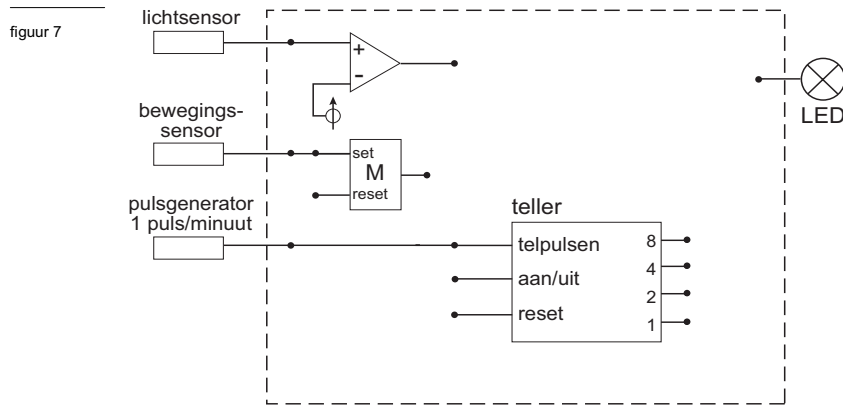 figuur 7
lichtsensor
+
-
bewegings-
sensor
set
M
reset
pulsgenerator
1 puls/minuut
teller
telpulsen
aan/uit
reset
8
4
2
1
LED